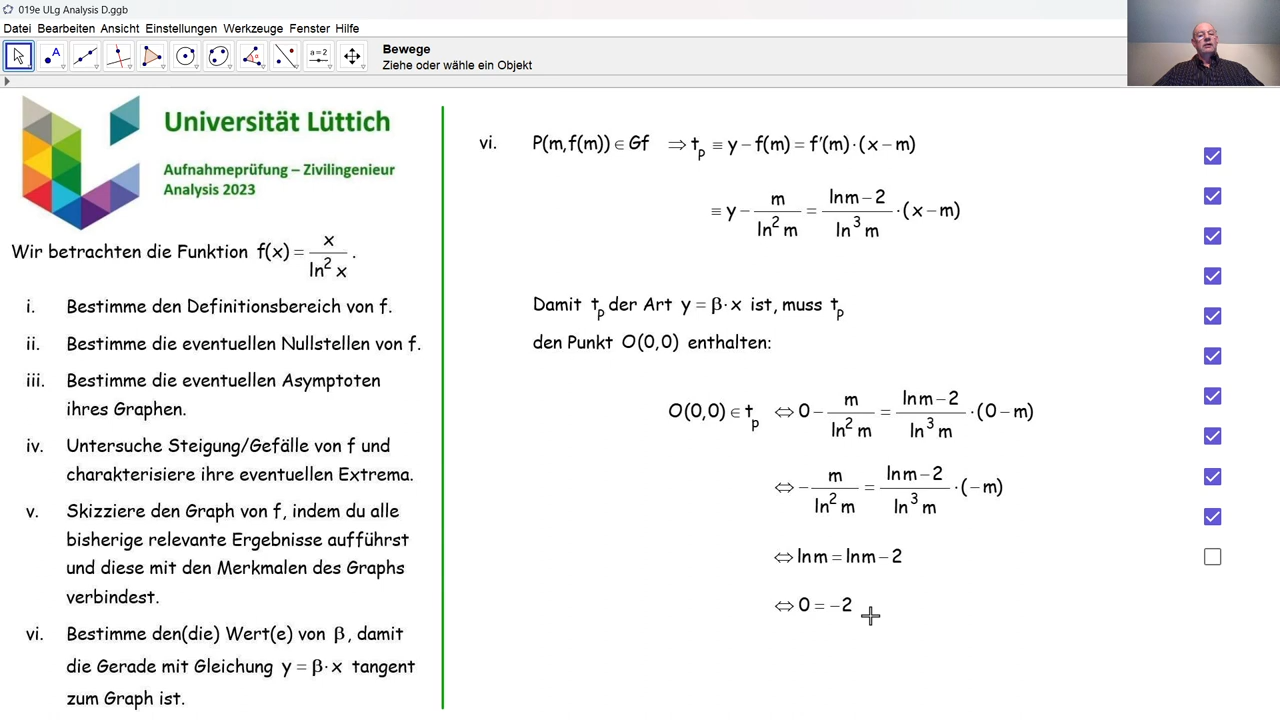 019e ULg Analysis D.ggb
Datei Bearbeiten Ansicht Einstellungen Werkzeuge Fenster Hilfe
A
a=2
Bewege
Ziehe oder wähle ein Objekt
Universität Lüttich
Aufnahmeprüfung – Zivilingenieur
Analysis 2023
Wir betrachten die Funktion f(x) = x / ln² x .
i. Bestimme den Definitionsbereich von f.
ii. Bestimme die eventuellen Nullstellen von f.
iii. Bestimme die eventuellen Asymptoten
ihres Graphen.
iv. Untersuche Steigung/Gefälle von f und
charakterisiere ihre eventuellen Extrema.
v. Skizziere den Graph von f, indem du alle
bisherige relevante Ergebnisse aufführst
und diese mit den Merkmalen des Graphs
verbindest.
vi. Bestimme den(die) Wert(e) von β, damit
die Gerade mit Gleichung y = β·x tangent
zum Graph ist.
vi. P(m,f(m)) ∈ Gf ⇒ t_p ≡ y − f(m) = f'(m)·(x − m)
≡ y − m / ln² m = (ln m − 2) / ln³ m · (x − m)
Damit t_p der Art y = β·x ist, muss t_p
den Punkt O(0,0) enthalten:
O(0,0) ∈ t_p ⇔ 0 − m / ln² m = (ln m − 2) / ln³ m · (0 − m)
⇔ − m / ln² m = (ln m − 2) / ln³ m · (−m)
⇔ ln m = ln m − 2
⇔ 0 = −2